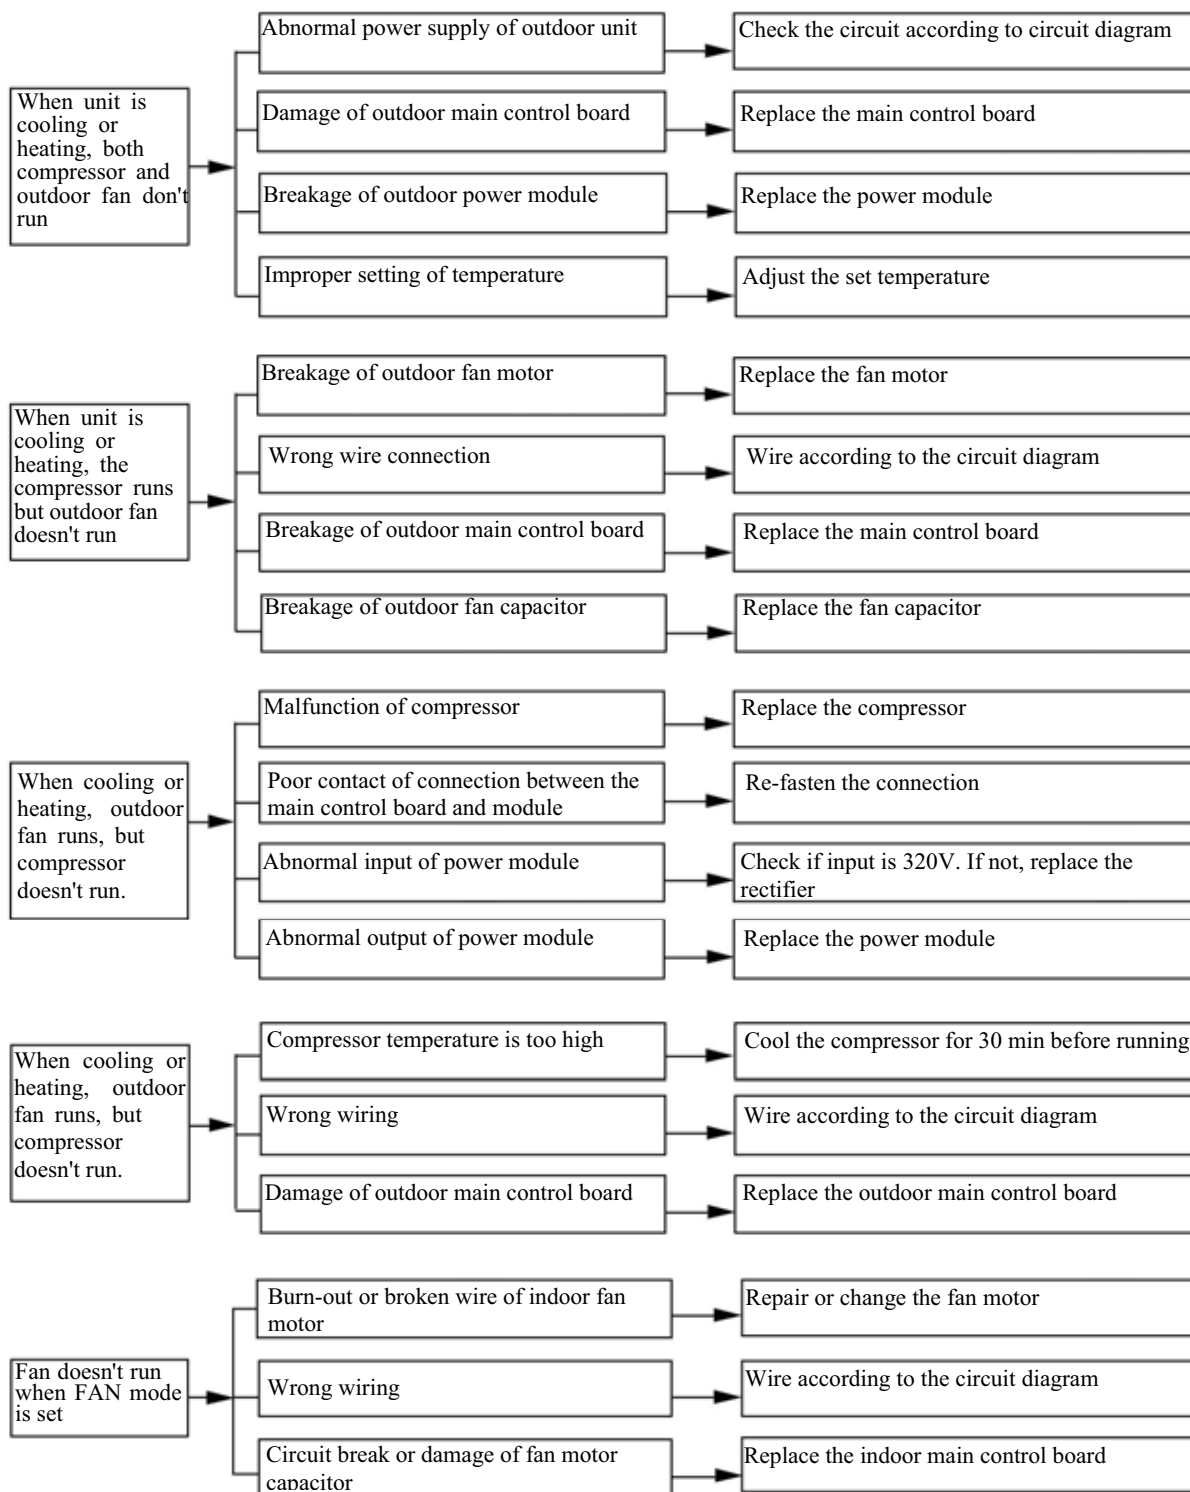 When unit is
cooling or
heating, both
compressor and
outdoor fan don't
run
Abnormal power supply of outdoor unit
Check the circuit according to circuit diagram
Damage of outdoor main control board
Replace the main control board
Breakage of outdoor power module
Replace the power module
Improper setting of temperature
Adjust the set temperature
When unit is
cooling or
heating, the
compressor runs
but outdoor fan
doesn't run
Breakage of outdoor fan motor
Replace the fan motor
Wrong wire connection
Wire according to the circuit diagram
Breakage of outdoor main control board
Replace the main control board
Breakage of outdoor fan capacitor
Replace the fan capacitor
When cooling or
heating, outdoor
fan runs, but
compressor
doesn't run.
Malfunction of compressor
Replace the compressor
Poor contact of connection between the
main control board and module
Re-fasten the connection
Abnormal input of power module
Check if input is 320V. If not, replace the
rectifier
Abnormal output of power module
Replace the power module
When cooling or
heating, outdoor
fan runs, but
compressor
doesn't run.
Compressor temperature is too high
Cool the compressor for 30 min before running
Wrong wiring
Wire according to the circuit diagram
Damage of outdoor main control board
Replace the outdoor main control board
Fan doesn't run
when FAN mode
is set
Burn-out or broken wire of indoor fan
motor
Repair or change the fan motor
Wrong wiring
Wire according to the circuit diagram
Circuit break or damage of fan motor
capacitor
Replace the indoor main control board